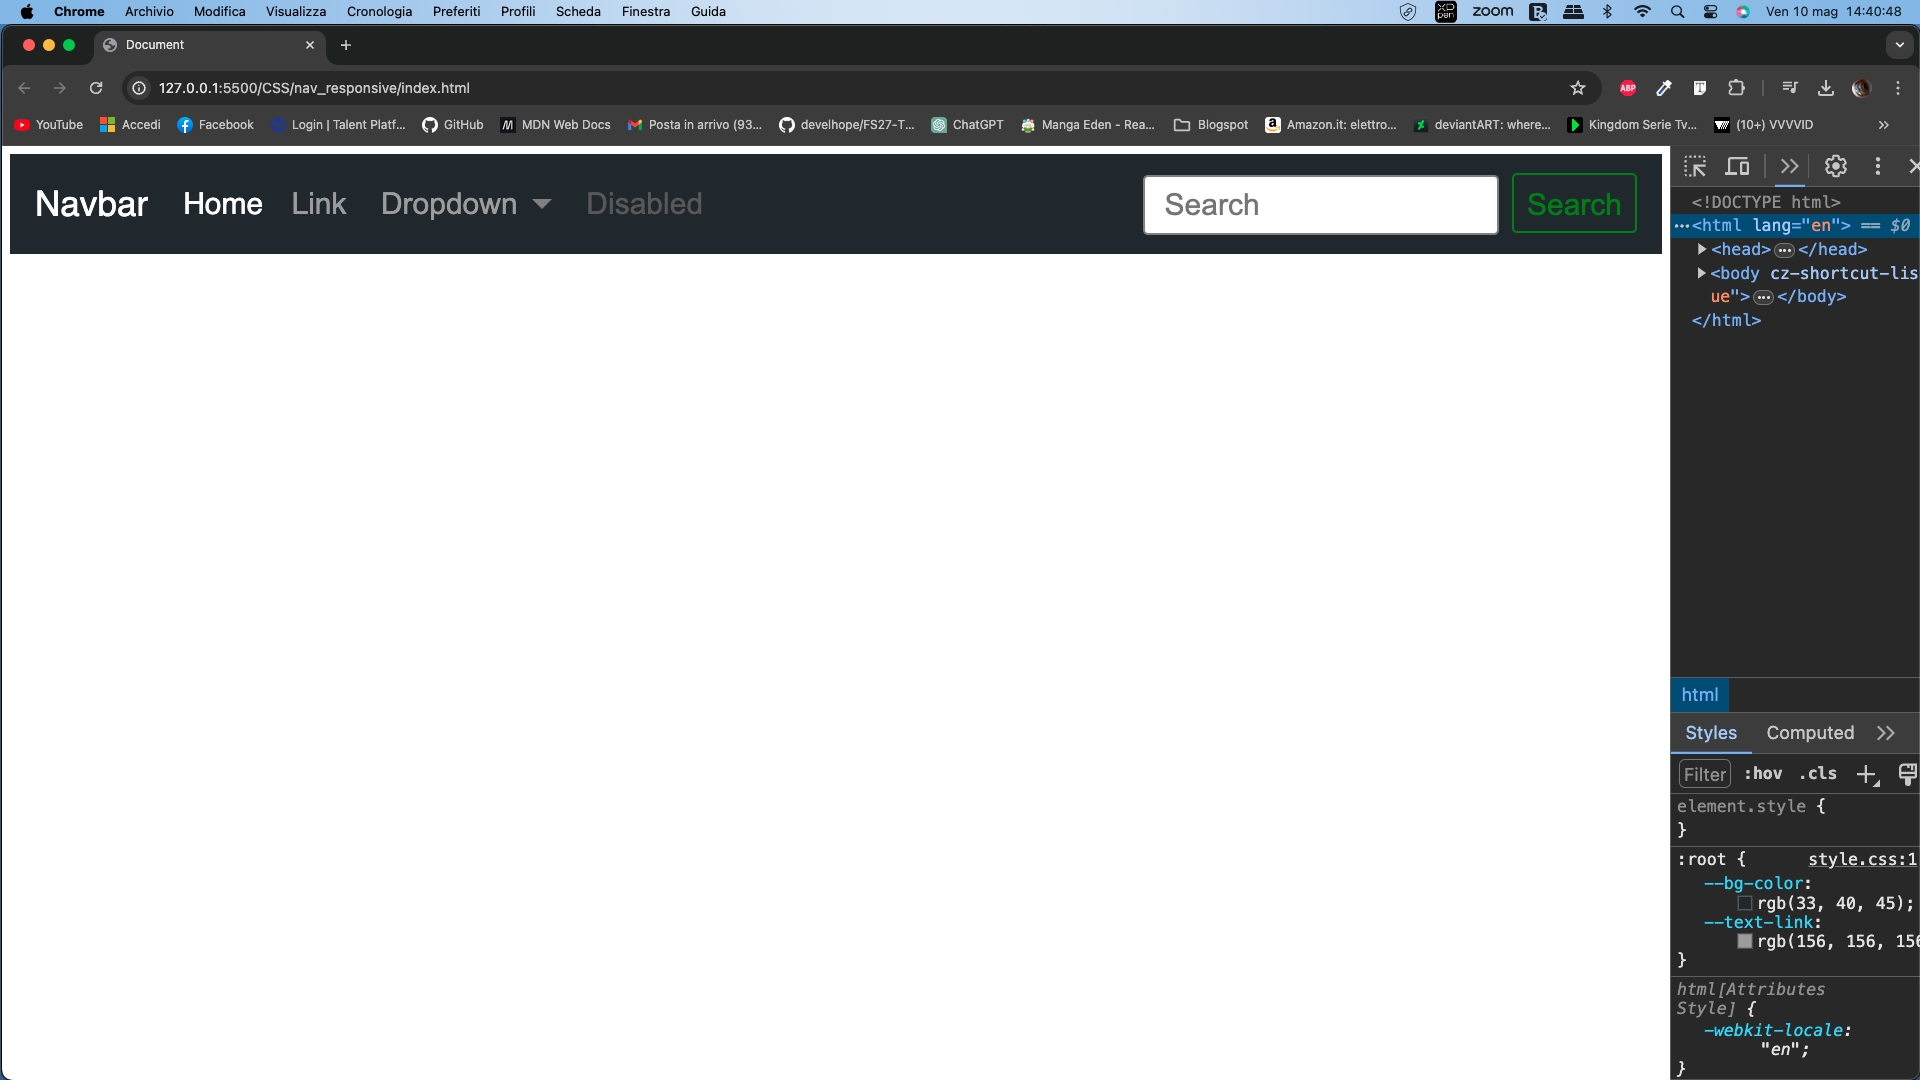 Chrome Archivio Modifica Visualizza Cronologia Preferiti Profili Scheda Finestra Guida zoom Ven 10 mag 14:40:48
Document
127.0.0.1:5500/CSS/nav_responsive/index.html ABP
YouTube Accedi Facebook Login | Talent Platf... GitHub MDN Web Docs Posta in arrivo (93... develhope/FS27-T... ChatGPT Manga Eden - Rea... Blogspot Amazon.it: elettro... deviantART: where... Kingdom Serie Tv... (10+) VVVVID
Navbar Home Link Dropdown Disabled Search Search
<!DOCTYPE html>
<html lang="en"> == $0
<head> ... </head>
<body cz-shortcut-lis
ue"> ... </body>
</html>
html
Styles Computed
Filter :hov .cls
element.style {
}
:root { style.css:1
--bg-color:
rgb(33, 40, 45);
--text-link:
rgb(156, 156, 156
}
html[Attributes
Style] {
-webkit-locale:
"en";
}